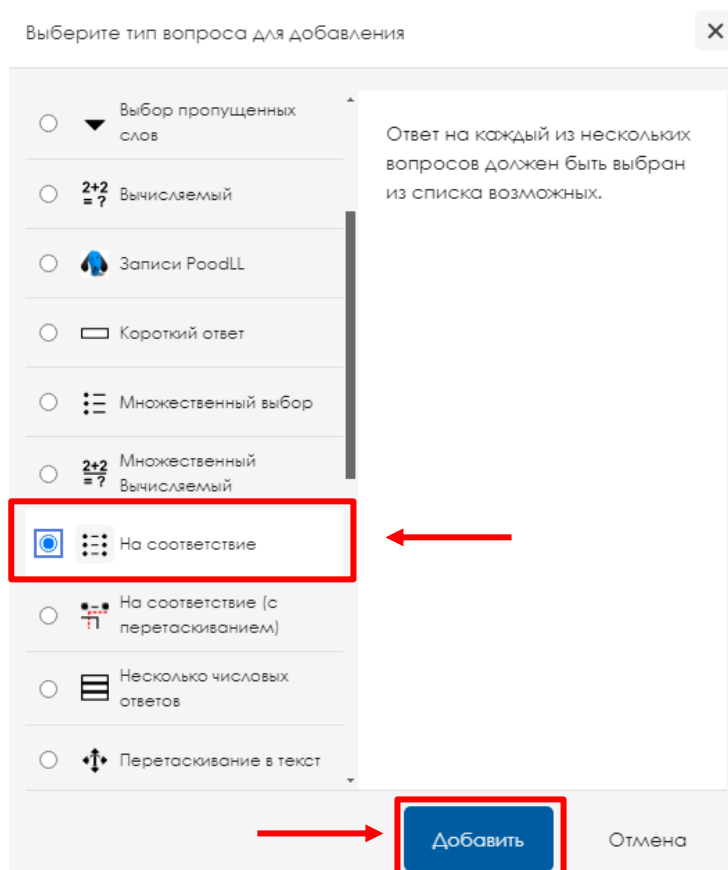 Выберите тип вопроса для добавления
Выбор пропущенных
слов
2+2
= ?
Вычисляемый
Записи PoodLL
Короткий ответ
Множественный выбор
2+2
= ?
Множественный
Вычисляемый
На соответствие
На соответствие (с
перетаскиванием)
Несколько числовых
ответов
Перетаскивание в текст
Ответ на каждый из нескольких
вопросов должен быть выбран
из списка возможных.
Добавить
Отмена